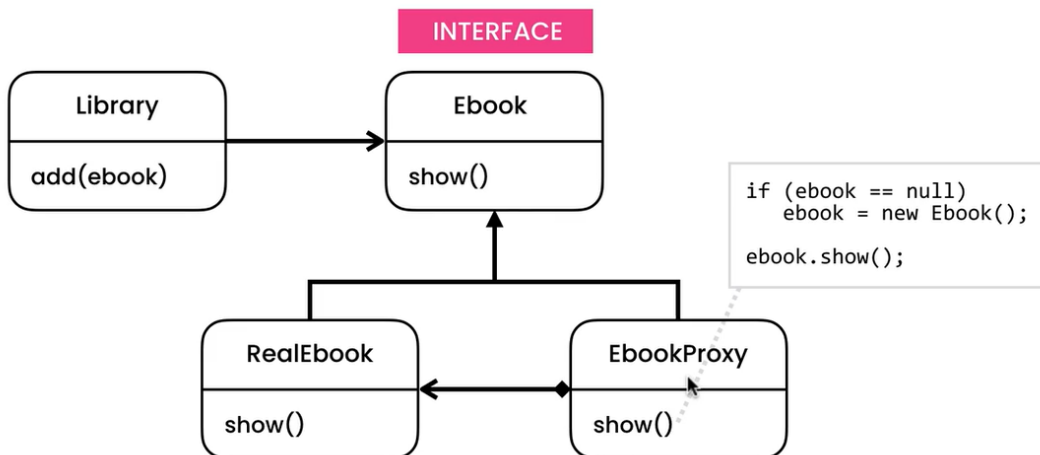 INTERFACE
Library
add(ebook)
Ebook
show()
if (ebook == null)
   ebook = new Ebook();
ebook.show();
RealEbook
show()
EbookProxy
show()